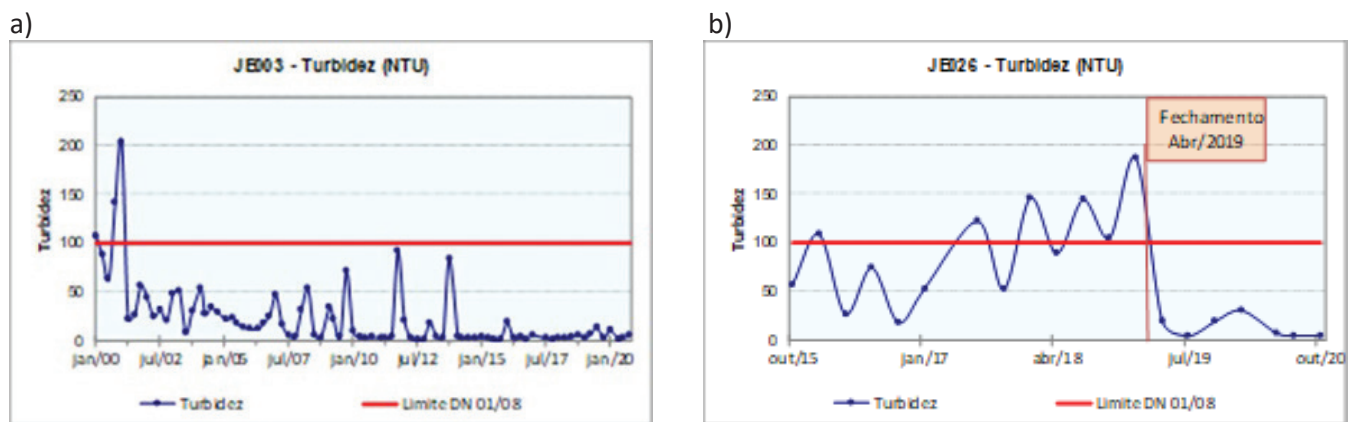 a)
JE003 - Turbidez (NTU)
250
200
150
100
50
0
Turbidez
jan/00
jul/02
jan/05
jul/07
jan/10
jul/12
jan/15
jul/17
jan/20
Turbidez
Limite DN 01/08
b)
JE026 - Turbidez (NTU)
250
200
150
100
50
0
Turbidez
Fechamento
Abr/2019
out/15
jan/17
abr/18
jul/19
out/20
Turbidez
Limite DN 01/08